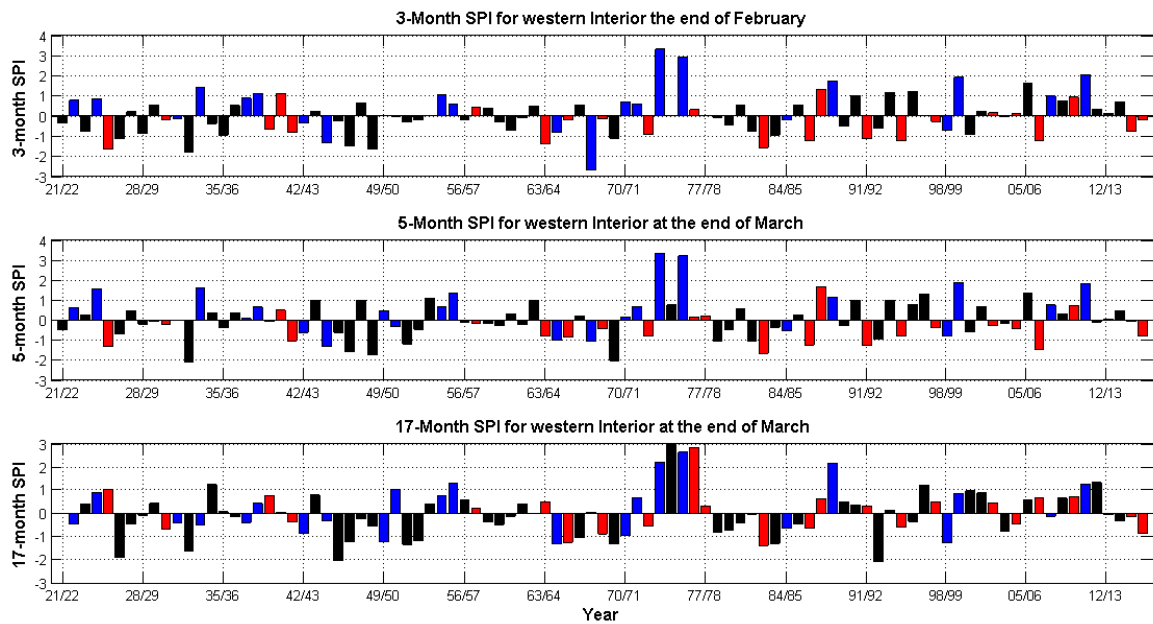 3-Month SPI for western Interior the end of February
3-month SPI
4
3
2
1
0
-1
-2
-3
21/22 28/29 35/36 42/43 49/50 56/57 63/64 70/71 77/78 84/85 91/92 98/99 05/06 12/13
5-Month SPI for western Interior at the end of March
5-month SPI
4
3
2
1
0
-1
-2
-3
21/22 28/29 35/36 42/43 49/50 56/57 63/64 70/71 77/78 84/85 91/92 98/99 05/06 12/13
17-Month SPI for western Interior at the end of March
17-month SPI
3
2
1
0
-1
-2
-3
21/22 28/29 35/36 42/43 49/50 56/57 63/64 70/71 77/78 84/85 91/92 98/99 05/06 12/13
Year